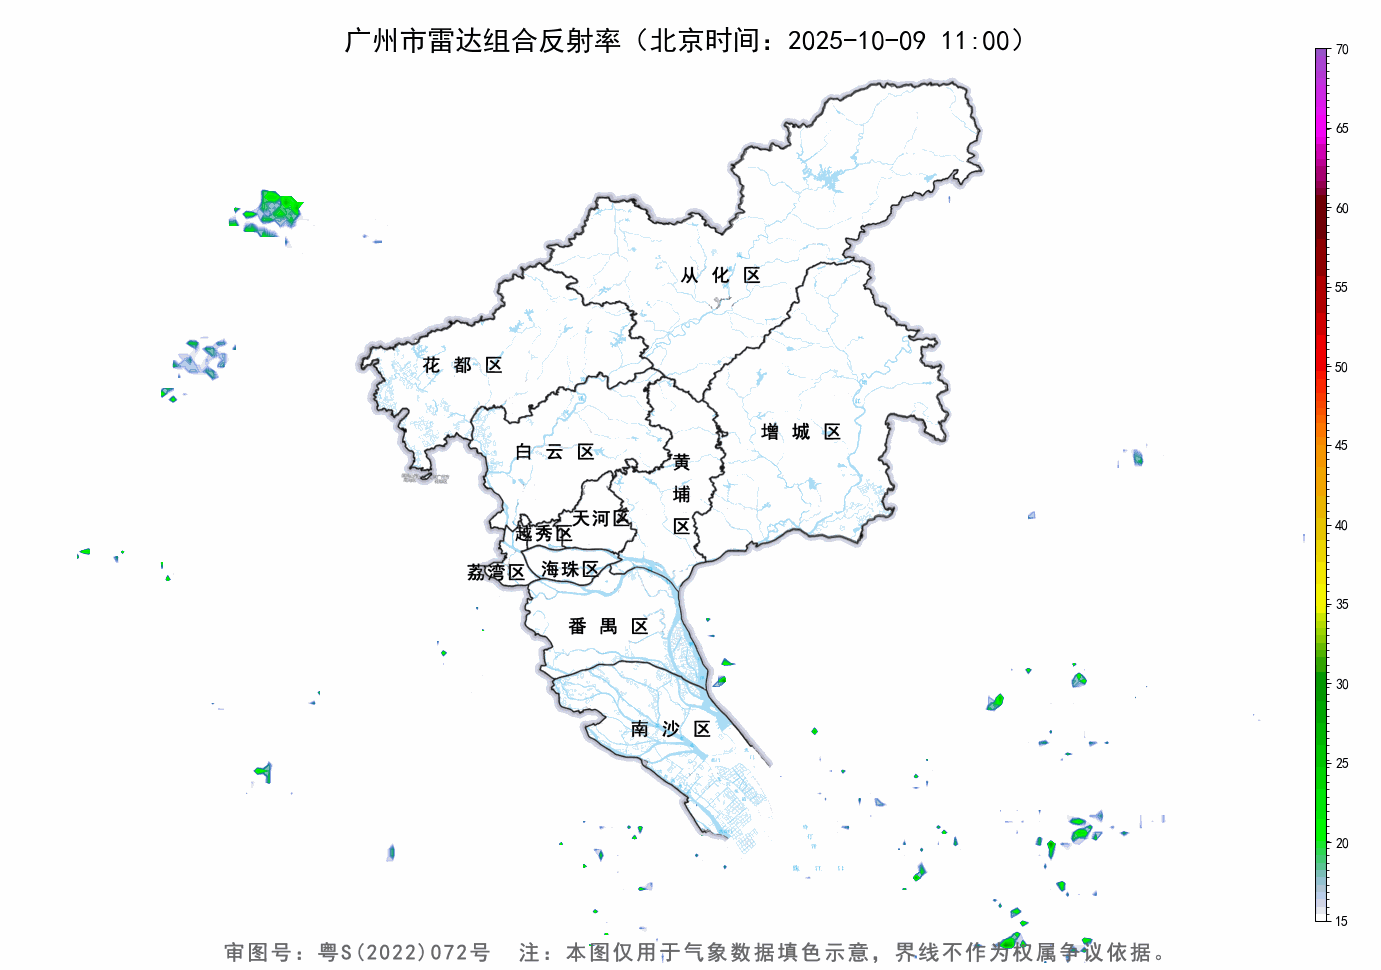 广州市雷达组合反射率（北京时间：2025-10-09 11:00）
70
65
60
55
50
45
40
35
30
25
20
15
从化区
花都区
增城区
白云区
黄埔区
天河区
越秀区
荔湾区
海珠区
番禺区
南沙区
审图号：粤S(2022)072号　注：本图仅用于气象数据填色示意，界线不作为权属争议依据。